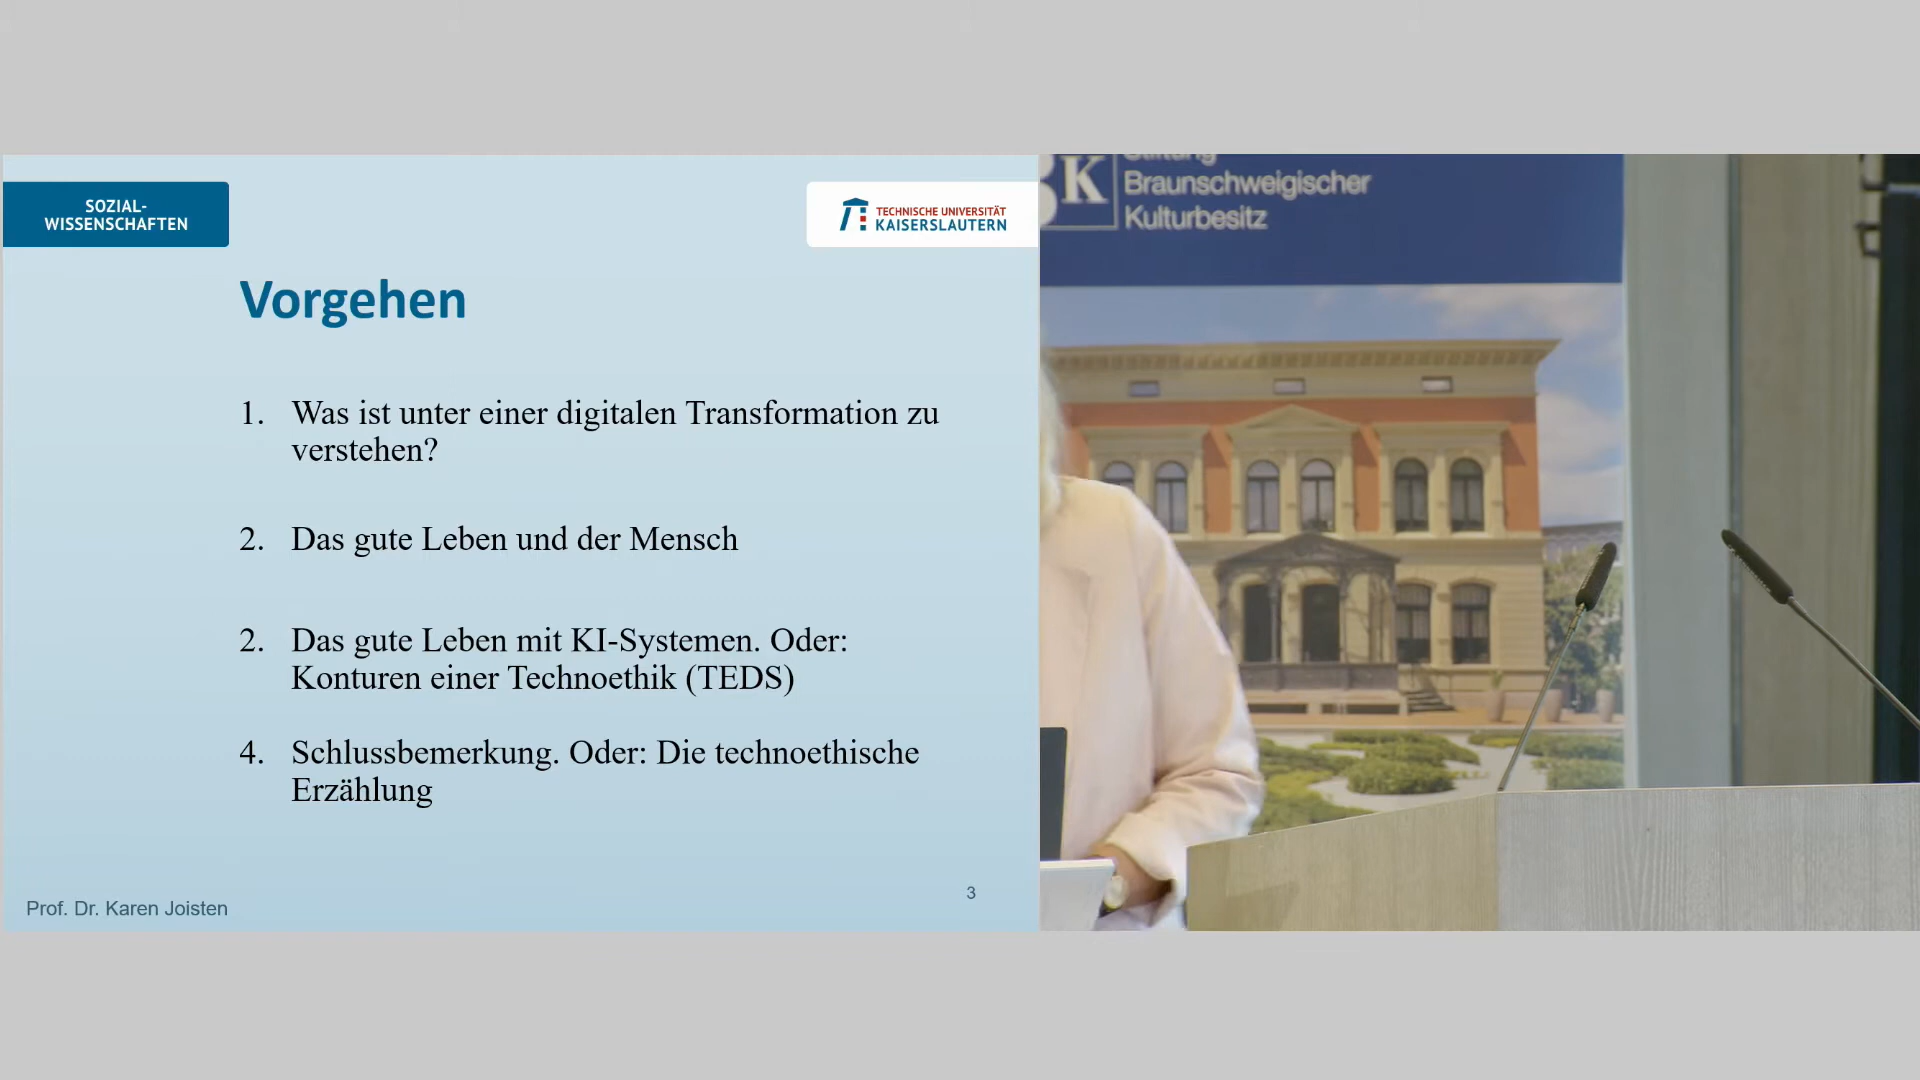 SOZIAL-
WISSENSCHAFTEN
TECHNISCHE UNIVERSITÄT
KAISERSLAUTERN
Vorgehen
1. Was ist unter einer digitalen Transformation zu
verstehen?
2. Das gute Leben und der Mensch
2. Das gute Leben mit KI-Systemen. Oder:
Konturen einer Technoethik (TEDS)
4. Schlussbemerkung. Oder: Die technoethische
Erzählung
Prof. Dr. Karen Joisten
3
K
Stiftung
Braunschweigischer
Kulturbesitz